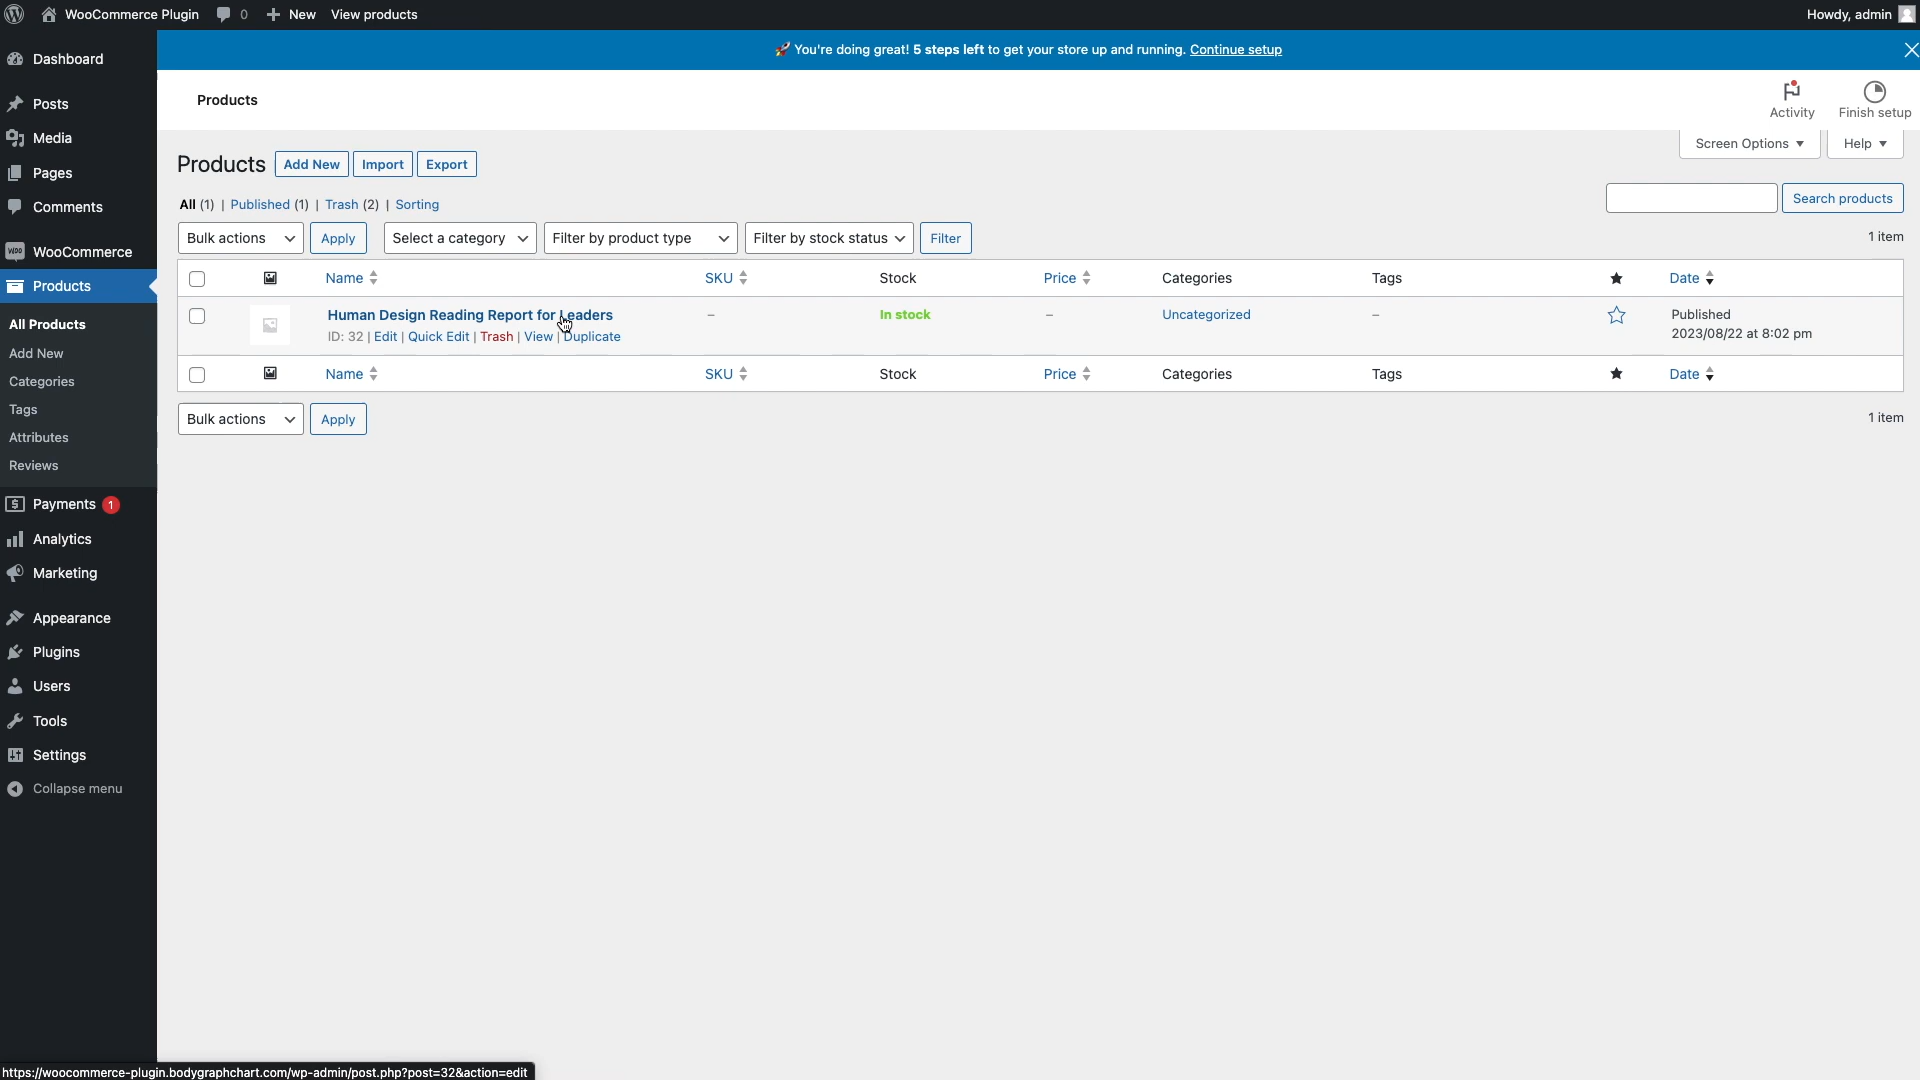 WooCommerce Plugin 0 New View products Howdy, admin
🚀 You're doing great! 5 steps left to get your store up and running. Continue setup
Products
Activity Finish setup
Screen Options Help
Products Add New Import Export
All (1) | Published (1) | Trash (2) | Sorting
Search products
Bulk actions Apply Select a category Filter by product type Filter by stock status Filter 1 item
Name SKU Stock Price Categories Tags Date
Human Design Reading Report for Leaders – In stock – Uncategorized – Published
2023/08/22 at 8:02 pm
ID: 32 | Edit | Quick Edit | Trash | View | Duplicate
Name SKU Stock Price Categories Tags Date
Bulk actions Apply 1 item
Dashboard
Posts
Media
Pages
Comments
Woo WooCommerce
Products
All Products
Add New
Categories
Tags
Attributes
Reviews
Payments 1
Analytics
Marketing
Appearance
Plugins
Users
Tools
Settings
Collapse menu
https://woocommerce-plugin.bodygraphchart.com/wp-admin/post.php?post=32&action=edit